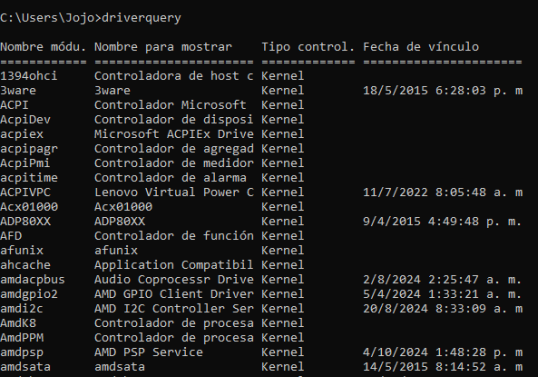 C:\Users\Jojo>driverquery
Nombre módu. Nombre para mostrar Tipo control. Fecha de vínculo
============ ====================== ============= ======================
1394ohci Controladora de host c Kernel
3ware 3ware Kernel 18/5/2015 6:28:03 p. m
ACPI Controlador Microsoft Kernel
AcpiDev Controlador de disposi Kernel
acpiex Microsoft ACPIEx Drive Kernel
acpipagr Controlador de agregad Kernel
AcpiPmi Controlador de medidor Kernel
acpitime Controlador de alarma Kernel
ACPIVPC Lenovo Virtual Power C Kernel 11/7/2022 8:05:48 a. m
Acx01000 Acx01000 Kernel
ADP80XX ADP80XX Kernel 9/4/2015 4:49:48 p. m.
AFD Controlador de función Kernel
afunix afunix Kernel
ahcache Application Compatibil Kernel
amdacpbus Audio Coprocessr Drive Kernel 2/8/2024 2:25:47 a. m.
amdgpio2 AMD GPIO Client Driver Kernel 5/4/2024 1:33:21 a. m.
amdi2c AMD I2C Controller Ser Kernel 20/8/2024 8:33:09 a. m
AmdK8 Controlador de procesa Kernel
AmdPPM Controlador de procesa Kernel
amdpsp AMD PSP Service Kernel 4/10/2024 1:48:28 p. m
amdsata amdsata Kernel 14/5/2015 8:14:52 a. m